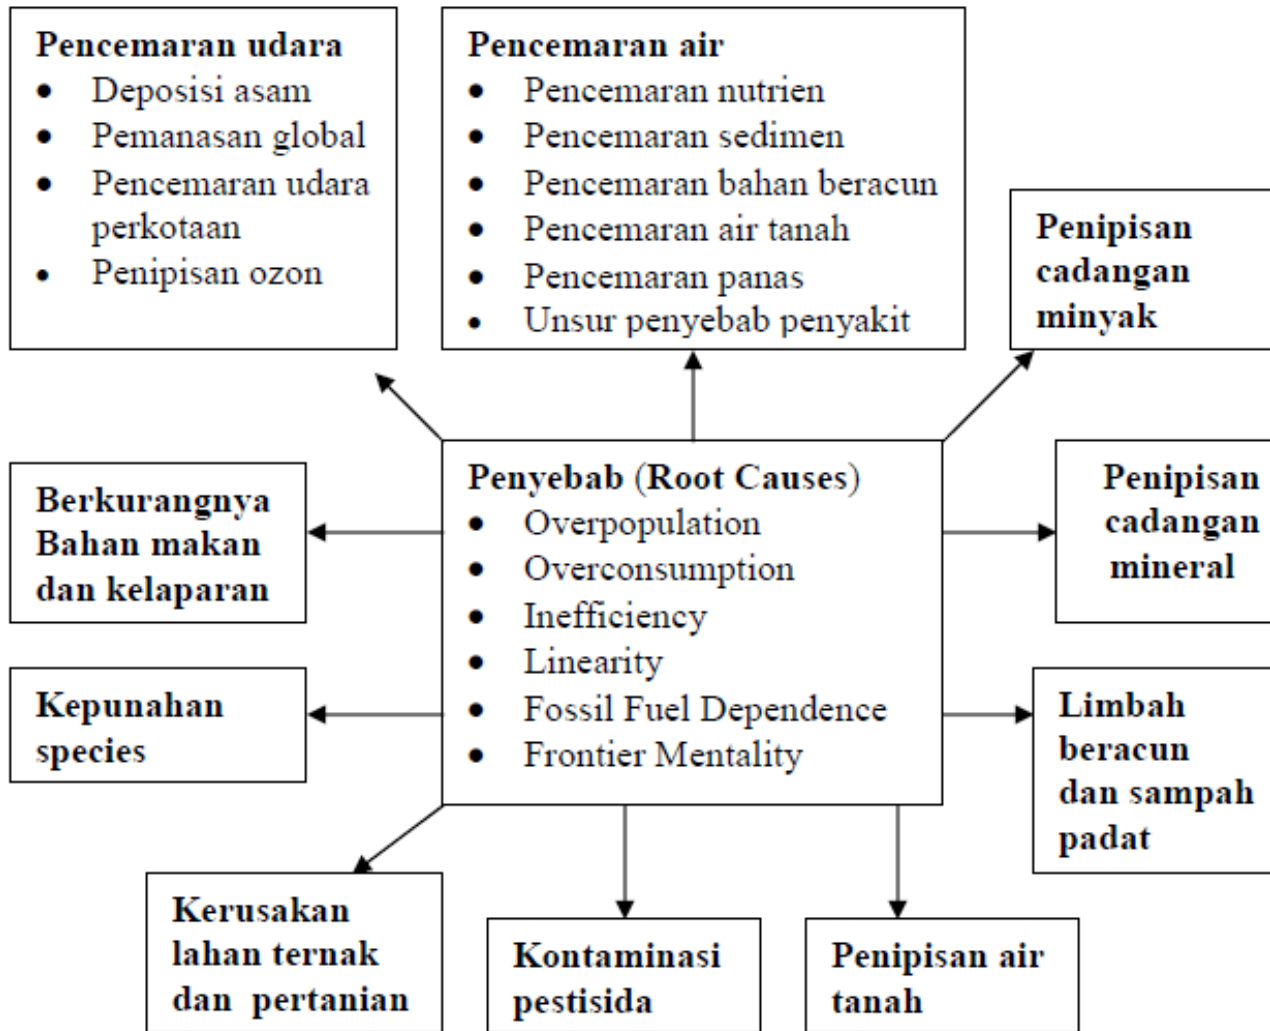 Pencemaran udara
• Deposisi asam
• Pemanasan global
• Pencemaran udara
perkotaan
• Penipisan ozon
Pencemaran air
• Pencemaran nutrien
• Pencemaran sedimen
• Pencemaran bahan beracun
• Pencemaran air tanah
• Pencemaran panas
• Unsur penyebab penyakit
Penipisan
cadangan
minyak
Berkurangnya
Bahan makan
dan kelaparan
Penyebab (Root Causes)
• Overpopulation
• Overconsumption
• Inefficiency
• Linearity
• Fossil Fuel Dependence
• Frontier Mentality
Penipisan
cadangan
mineral
Kepunahan
species
Limbah
beracun
dan sampah
padat
Kerusakan
lahan ternak
dan pertanian
Kontaminasi
pestisida
Penipisan air
tanah